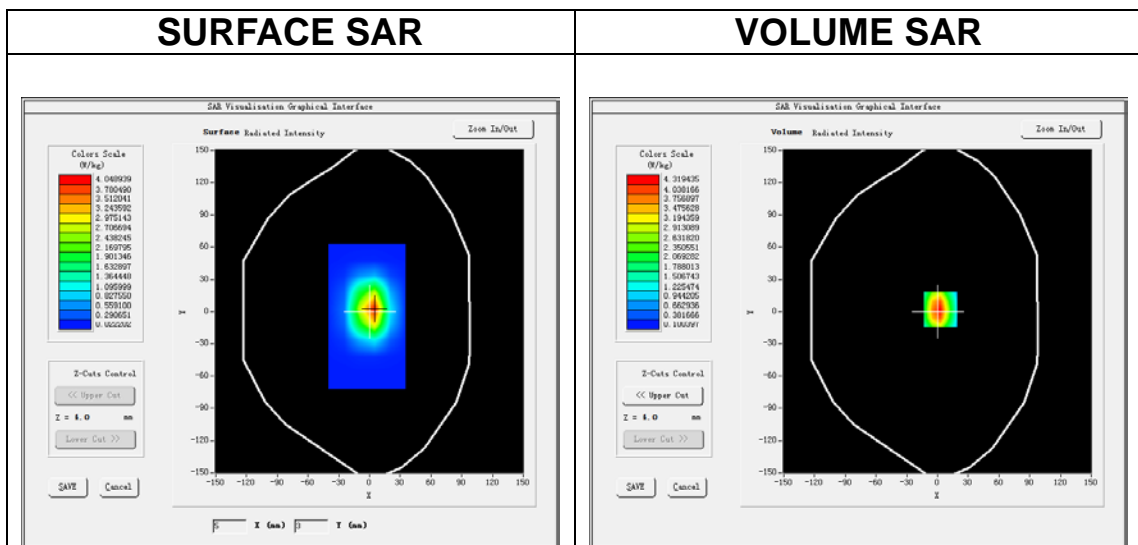 SURFACE SAR
VOLUME SAR
SAR Visualisation Graphical Interface
Surface Radiated Intensity
Zoom In/Out
Colors Scale
(W/kg)
4.048939
3.780490
3.512041
3.243592
2.975143
2.706694
2.438245
2.169795
1.901346
1.632897
1.364448
1.095999
0.827550
0.559100
0.290651
0.022202
150
120
90
60
30
0
-30
-60
-90
-120
-150
Y
-150 -120 -90 -60 -30 0 30 60 90 120 150
X
Z-Cuts Control
<< Upper Cut
Z = 4.0 mm
Lower Cut >>
SAVE Cancel
5 X (mm) 3 Y (mm)
SAR Visualisation Graphical Interface
Volume Radiated Intensity
Zoom In/Out
Colors Scale
(W/kg)
4.319435
4.038166
3.756897
3.475628
3.194359
2.913089
2.631820
2.350551
2.069282
1.788013
1.506743
1.225474
0.944205
0.662936
0.381666
0.100397
150
120
90
60
30
0
-30
-60
-90
-120
-150
Y
-150 -120 -90 -60 -30 0 30 60 90 120 150
X
Z-Cuts Control
<< Upper Cut
Z = 4.0 mm
Lower Cut >>
SAVE Cancel